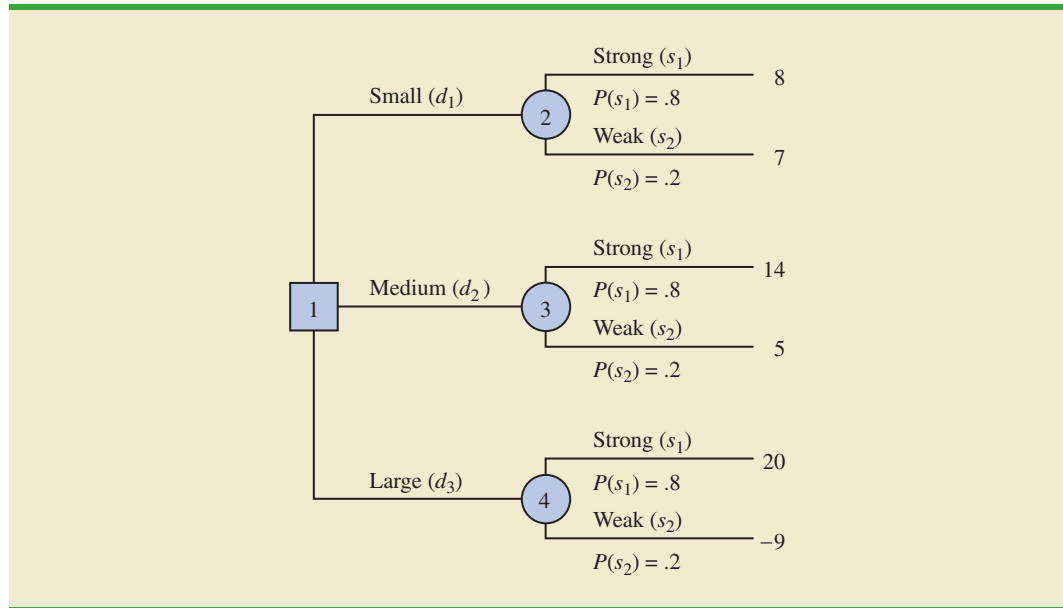 Strong (s₁)
8
Small (d₁)
P(s₁) = .8
2
Weak (s₂)
7
P(s₂) = .2
Strong (s₁)
14
Medium (d₂)
P(s₁) = .8
1
3
Weak (s₂)
5
P(s₂) = .2
Strong (s₁)
20
Large (d₃)
P(s₁) = .8
4
Weak (s₂)
–9
P(s₂) = .2